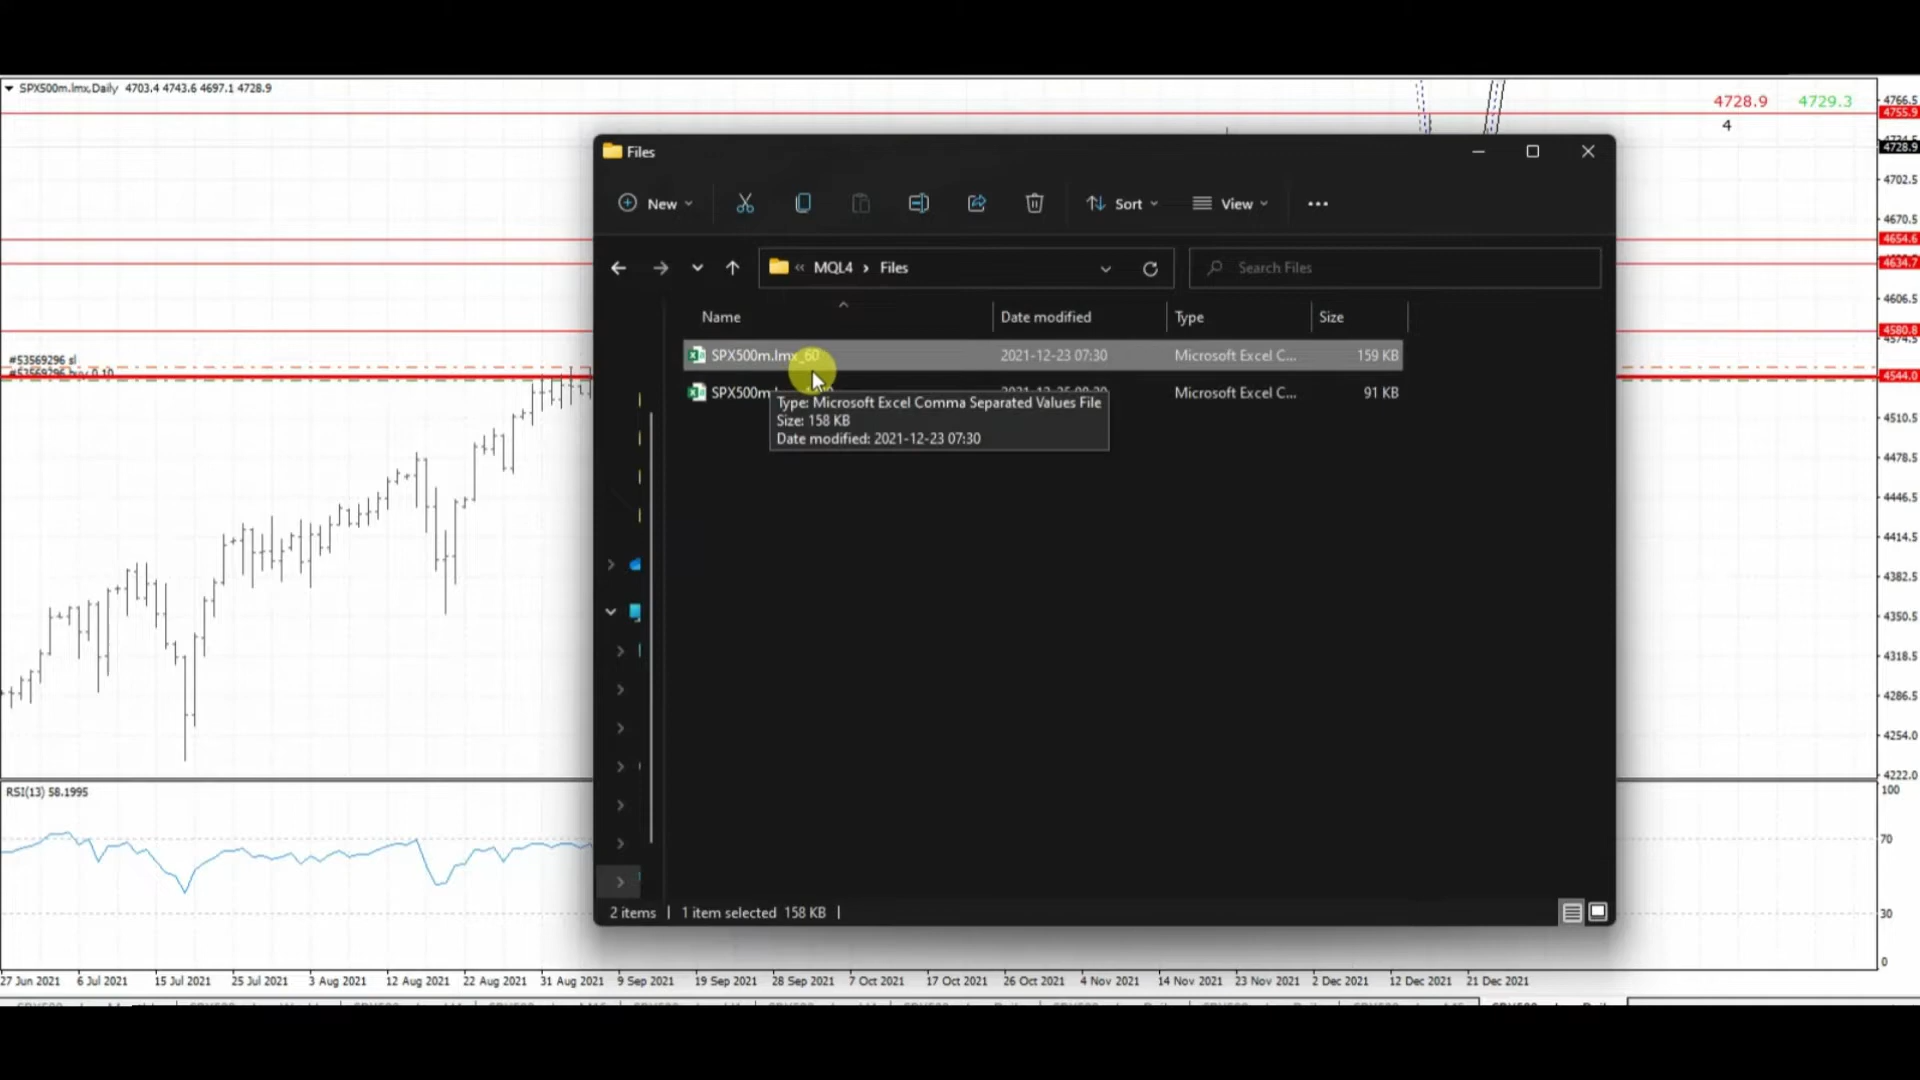 SPX500m.lmx,Daily 4703.4 4743.6 4697.1 4728.9
4728.9 4729.3
4
4766.5
4755.9
4728.9
4702.5
4670.5
4654.6
4634.7
4606.5
4580.8
4574.5
4544.0
4510.5
4478.5
4446.5
4414.5
4382.5
4350.5
4318.5
4286.5
4254.0
4222.0
#53569296 sl
#53569296 buy 0.10
Files
New
Sort
View
« MQL4 › Files
Search Files
Name Date modified Type Size
SPX500m.lmx_60 2021-12-23 07:30 Microsoft Excel C... 159 KB
SPX500m Microsoft Excel C... 91 KB
Type: Microsoft Excel Comma Separated Values File
Size: 158 KB
Date modified: 2021-12-23 07:30
2 items | 1 item selected 158 KB |
RSI(13) 58.1995
100
70
30
0
27 Jun 2021 6 Jul 2021 15 Jul 2021 25 Jul 2021 3 Aug 2021 12 Aug 2021 22 Aug 2021 31 Aug 2021 9 Sep 2021 19 Sep 2021 28 Sep 2021 7 Oct 2021 17 Oct 2021 26 Oct 2021 4 Nov 2021 14 Nov 2021 23 Nov 2021 2 Dec 2021 12 Dec 2021 21 Dec 2021